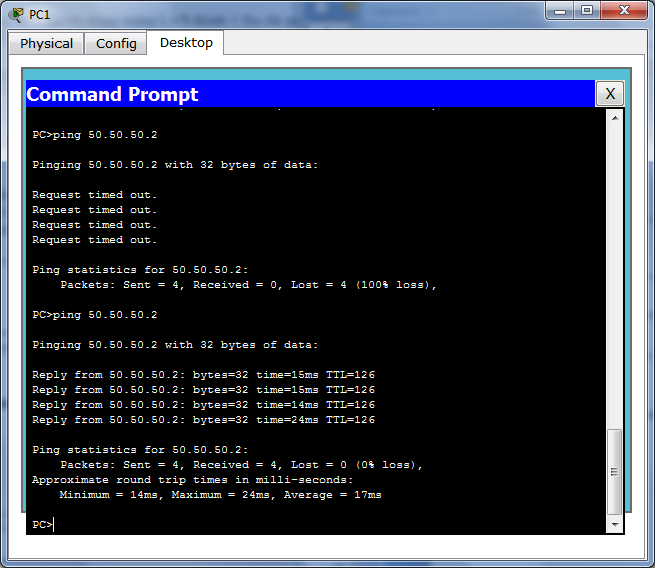 PC1
Physical Config Desktop
Command Prompt X
PC>ping 50.50.50.2
Pinging 50.50.50.2 with 32 bytes of data:
Request timed out.
Request timed out.
Request timed out.
Request timed out.
Ping statistics for 50.50.50.2:
Packets: Sent = 4, Received = 0, Lost = 4 (100% loss),
PC>ping 50.50.50.2
Pinging 50.50.50.2 with 32 bytes of data:
Reply from 50.50.50.2: bytes=32 time=15ms TTL=126
Reply from 50.50.50.2: bytes=32 time=15ms TTL=126
Reply from 50.50.50.2: bytes=32 time=14ms TTL=126
Reply from 50.50.50.2: bytes=32 time=24ms TTL=126
Ping statistics for 50.50.50.2:
Packets: Sent = 4, Received = 4, Lost = 0 (0% loss),
Approximate round trip times in milli-seconds:
Minimum = 14ms, Maximum = 24ms, Average = 17ms
PC>